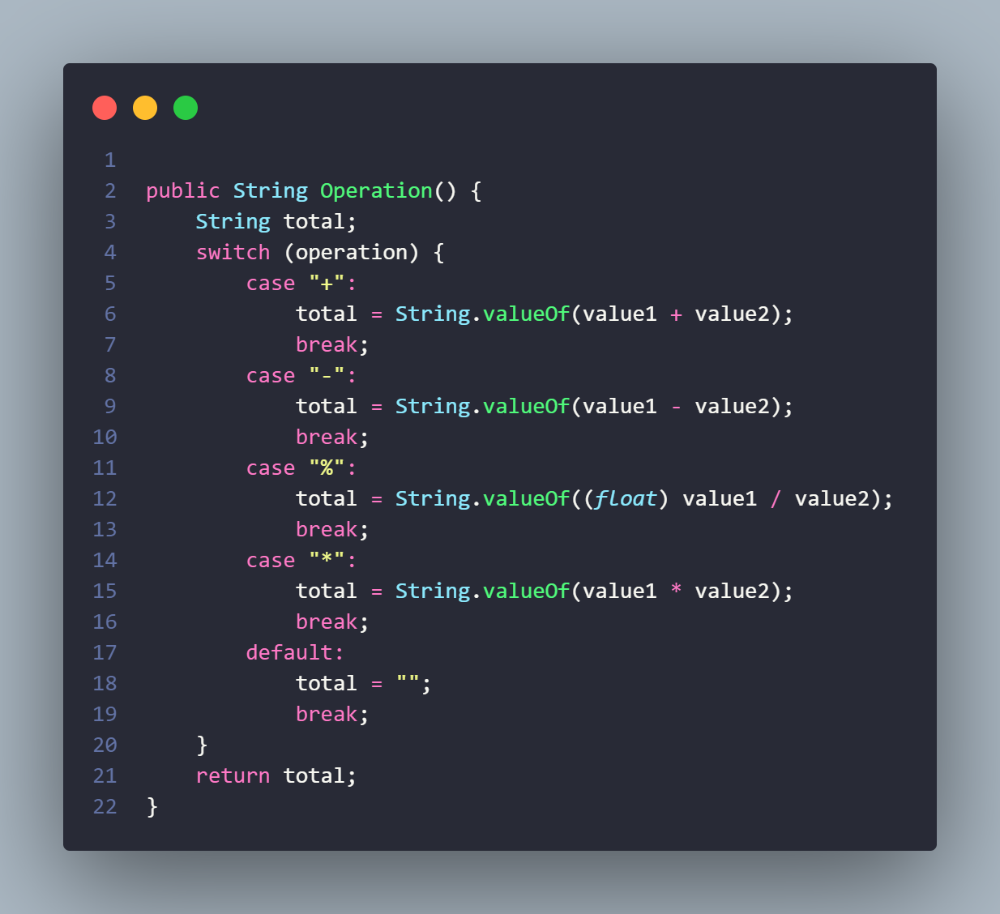 1
2 public String Operation() {
3     String total;
4     switch (operation) {
5         case "+":
6             total = String.valueOf(value1 + value2);
7             break;
8         case "-":
9             total = String.valueOf(value1 - value2);
10             break;
11         case "%":
12             total = String.valueOf((float) value1 / value2);
13             break;
14         case "*":
15             total = String.valueOf(value1 * value2);
16             break;
17         default:
18             total = "";
19             break;
20     }
21     return total;
22 }